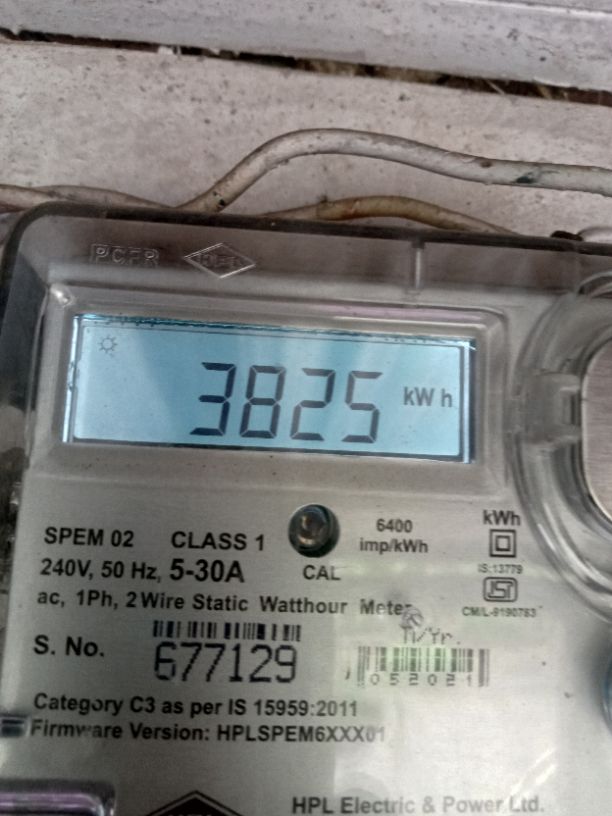 3825 kWh
SPEM 02 CLASS 1 6400 kWh
240V, 50 Hz, 5-30A CAL imp/kWh IS:13779
ac, 1Ph, 2 Wire Static Watthour Meter CM/L-9190783
S. No. 677129 M/Yr. 052021
Category C3 as per IS 15959:2011
Firmware Version: HPLSPEM6XXX01
HPL Electric & Power Ltd.